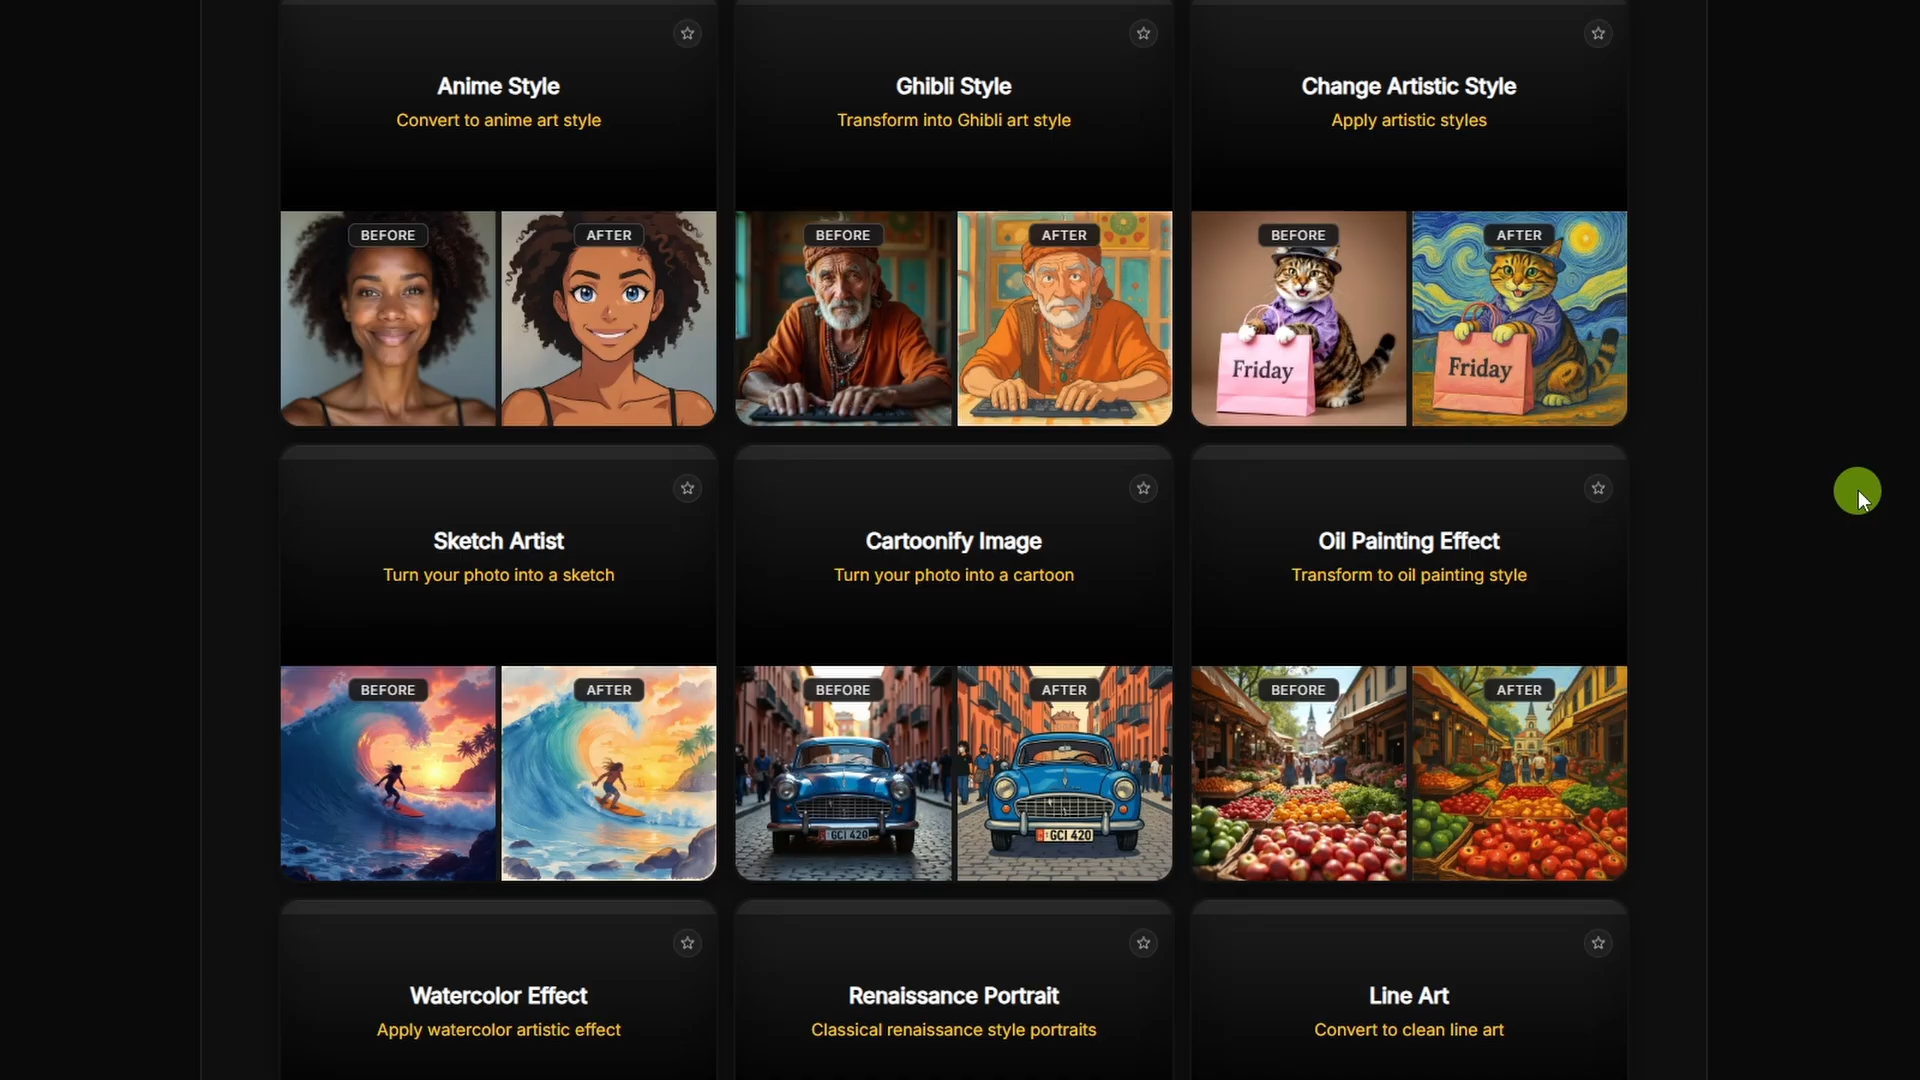 Anime Style
Convert to anime art style
Ghibli Style
Transform into Ghibli art style
Change Artistic Style
Apply artistic styles
BEFORE
AFTER
BEFORE
AFTER
BEFORE
AFTER
Friday
Friday
Sketch Artist
Turn your photo into a sketch
Cartoonify Image
Turn your photo into a cartoon
Oil Painting Effect
Transform to oil painting style
BEFORE
AFTER
BEFORE
AFTER
BEFORE
AFTER
GCI 420
GCI 420
Watercolor Effect
Apply watercolor artistic effect
Renaissance Portrait
Classical renaissance style portraits
Line Art
Convert to clean line art